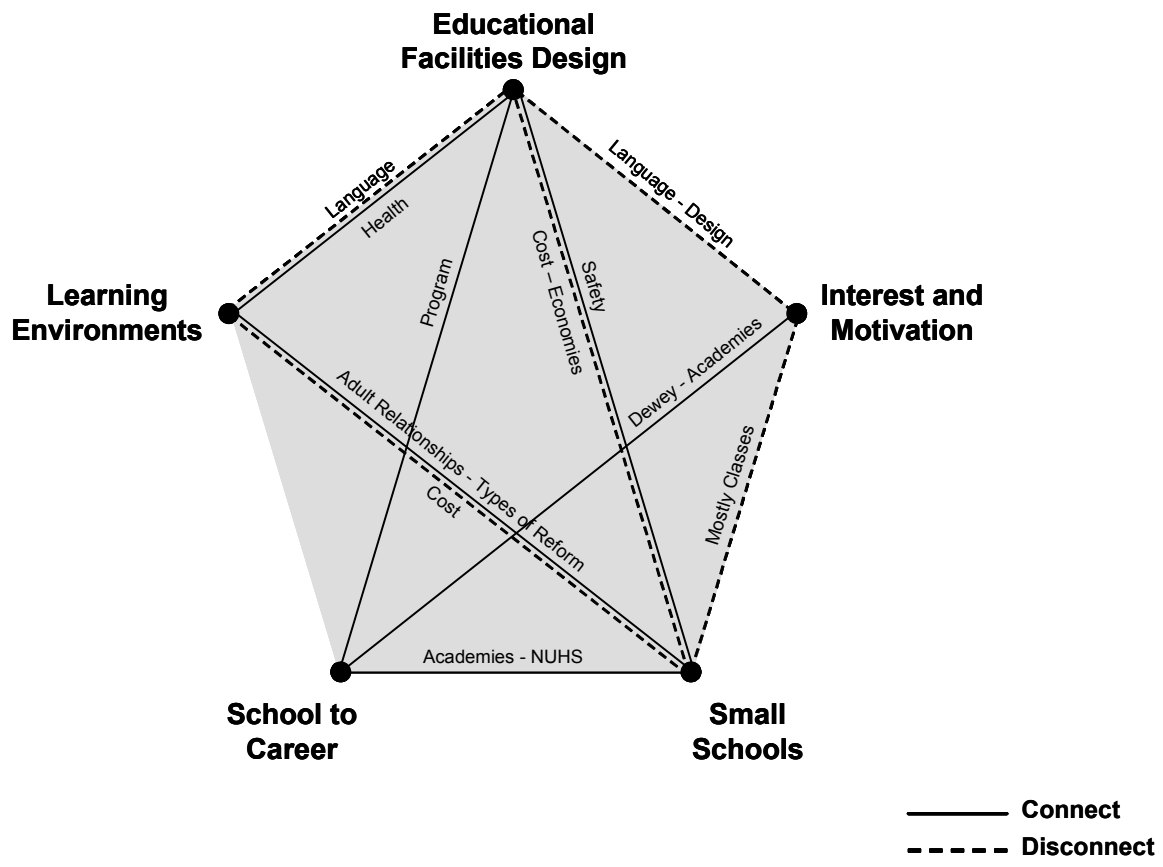 Educational
Facilities Design
Language
Health
Language - Design
Program
Cost – Economies
Safety
Learning
Environments
Interest and
Motivation
Dewey - Academies
Adult Relationships - Types of Reform
Cost
Mostly Classes
Academies - NUHS
School to
Career
Small
Schools
Connect
Disconnect